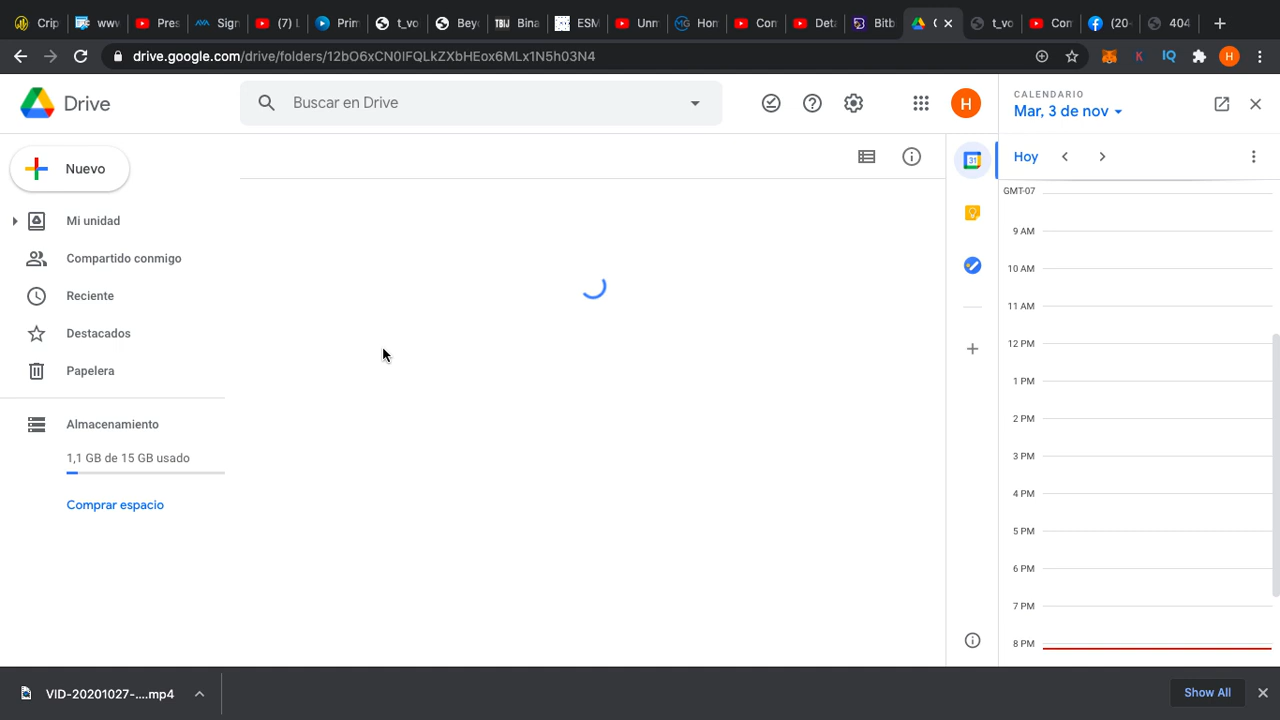 Crip
www
Pres
Sign
(7) L
Prim
t_vo
Beyo
Bina
ESM
Unr
Hon
Con
Deta
Bitb
t_vo
Con
(20-
404
drive.google.com/drive/folders/12bO6xCN0IFQLkZXbHEox6MLx1N5h03N4
Drive
Buscar en Drive
H
CALENDARIO
Mar, 3 de nov
Nuevo
Hoy
Mi unidad
Compartido conmigo
Reciente
Destacados
Papelera
Almacenamiento
1,1 GB de 15 GB usado
Comprar espacio
GMT-07
9 AM
10 AM
11 AM
12 PM
1 PM
2 PM
3 PM
4 PM
5 PM
6 PM
7 PM
8 PM
VID-20201027-....mp4
Show All